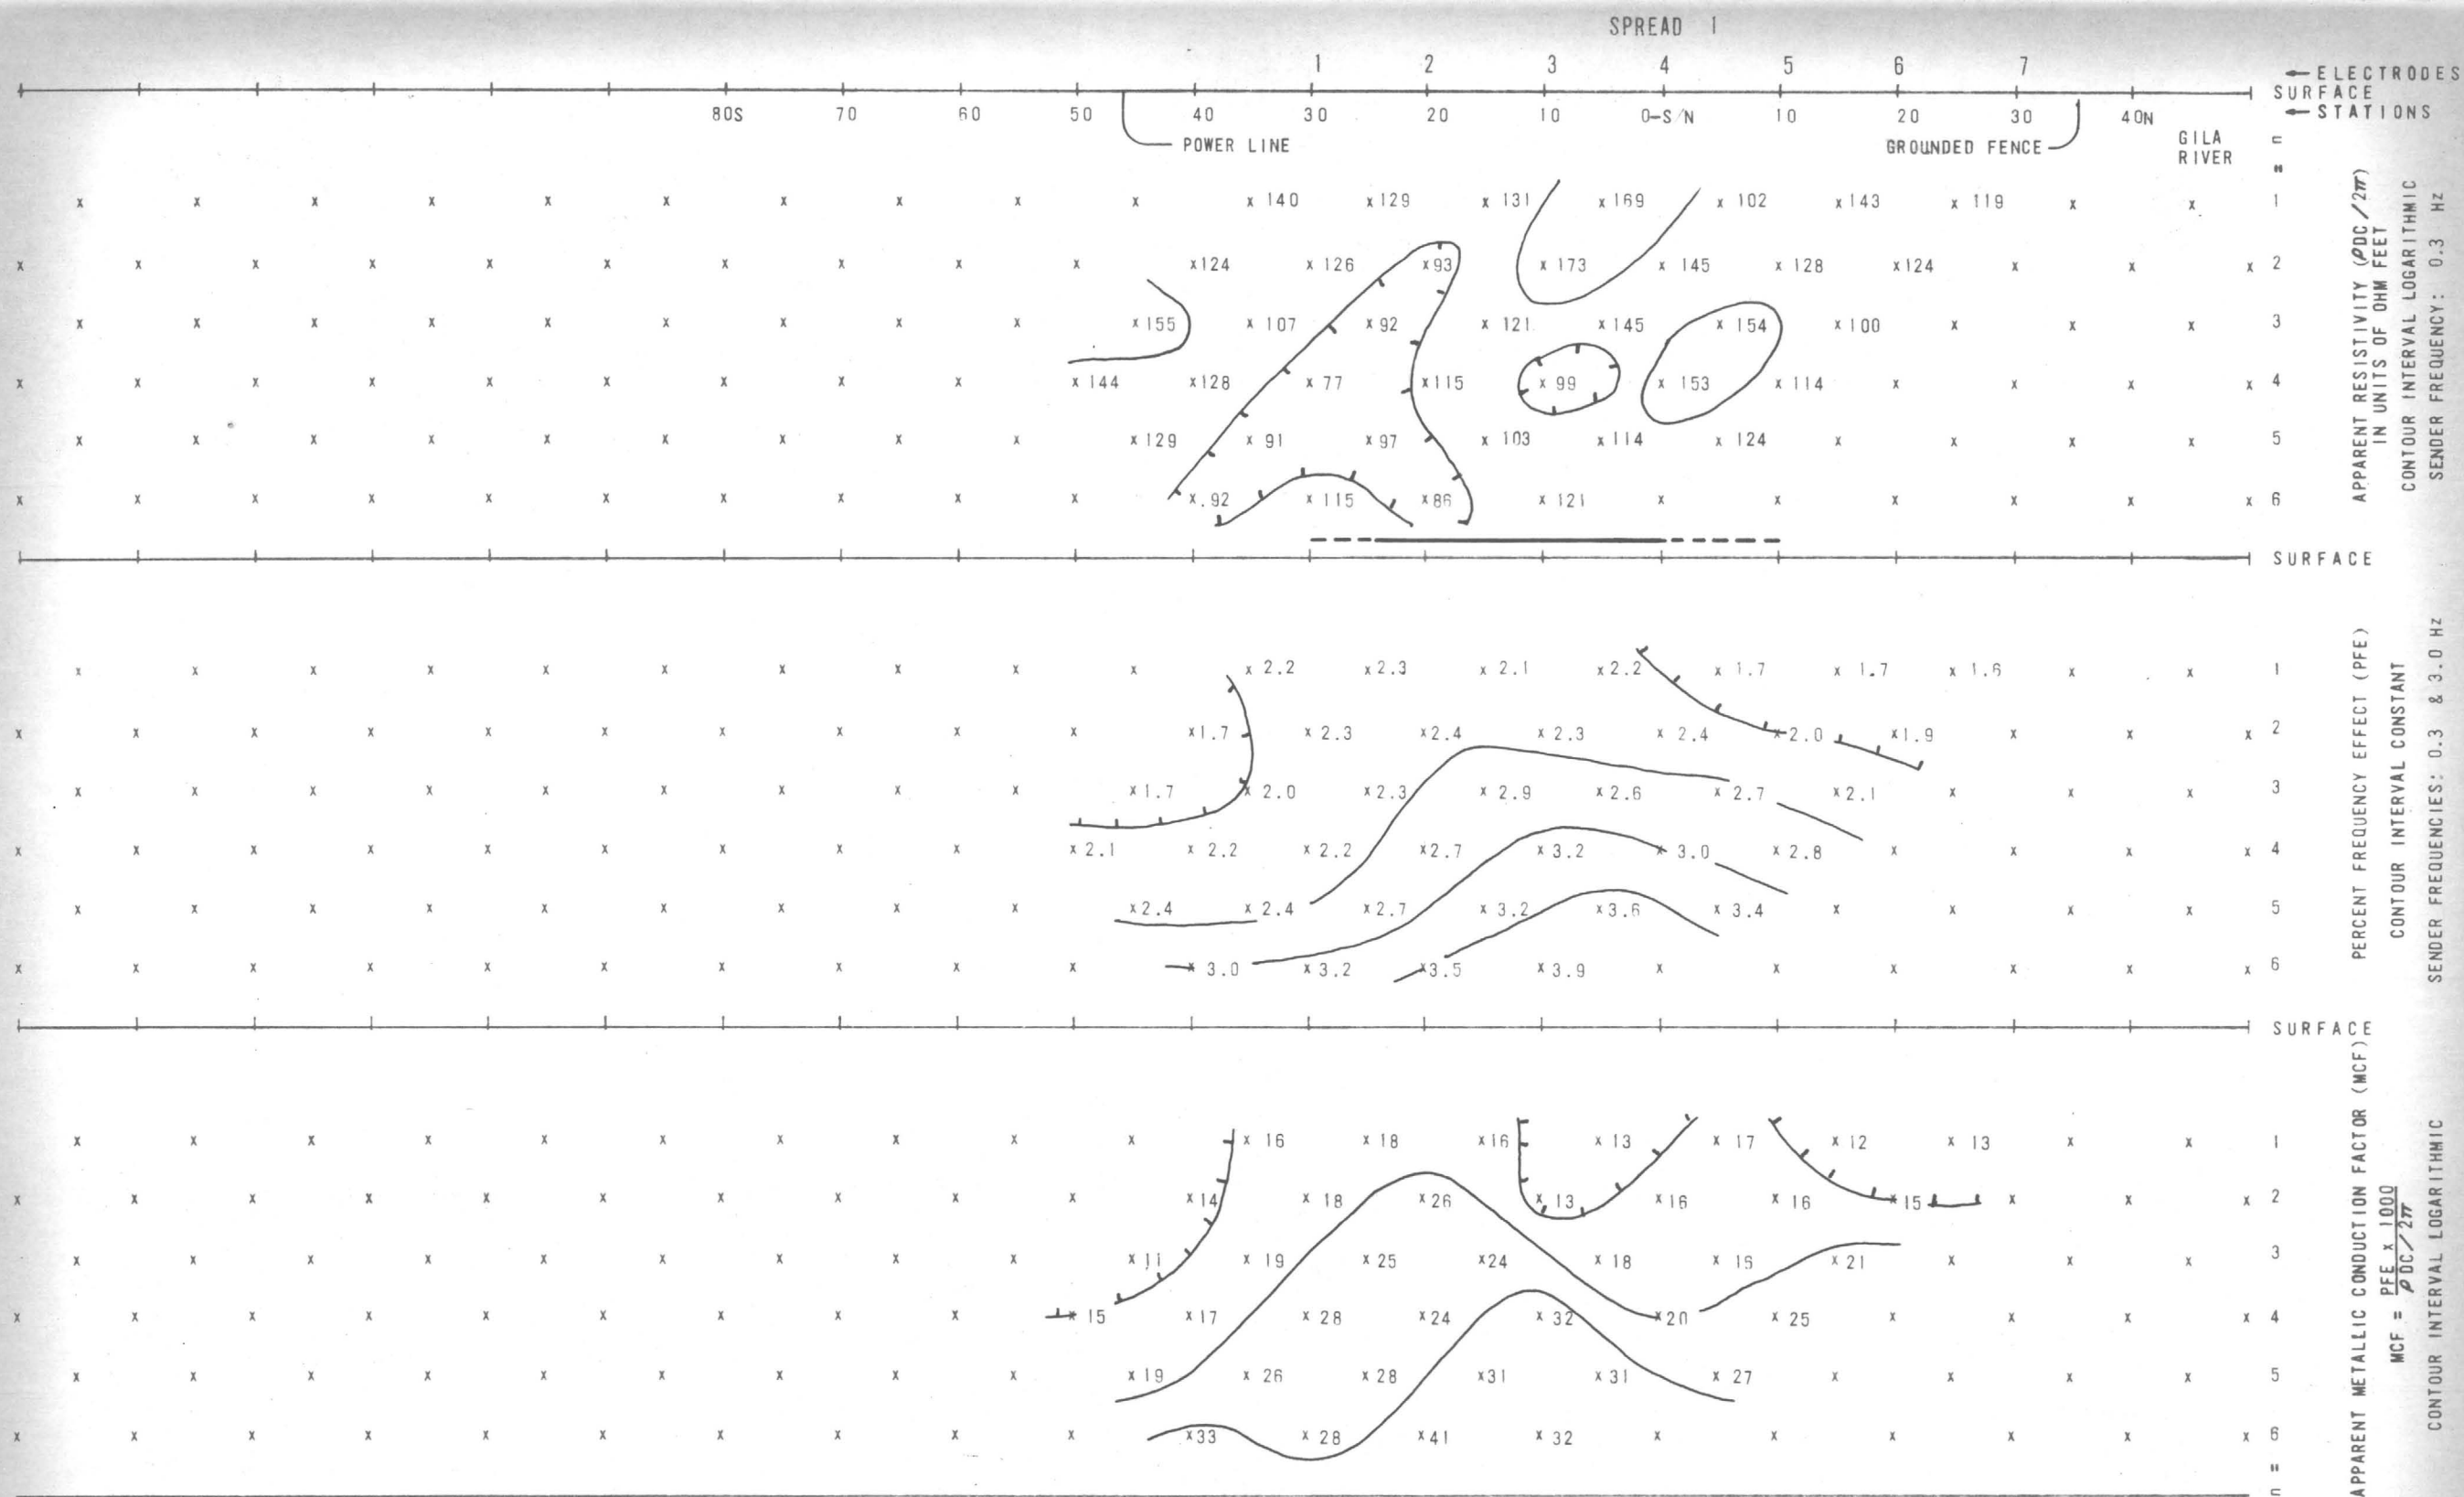 SPREAD 1
1 2 3 4 5 6 7 ← ELECTRODES
SURFACE
80S 70 60 50 40 30 20 10 0-S/N 10 20 30 40N ← STATIONS
POWER LINE GROUNDED FENCE GILA
RIVER
n
=
x 140 x 129 x 131 x 169 x 102 x 143 x 119 1
x 124 x 126 x 93 x 173 x 145 x 128 x 124 2
x 155 x 107 x 92 x 121 x 145 x 154 x 100 3
x 144 x 128 x 77 x 115 x 99 x 153 x 114 4
x 129 x 91 x 97 x 103 x 114 x 124 5
x 92 x 115 x 86 x 121 6
APPARENT RESISTIVITY (ρDC/2π)
IN UNITS OF OHM FEET
CONTOUR INTERVAL LOGARITHMIC
SENDER FREQUENCY: 0.3 Hz
SURFACE
x 2.2 x 2.3 x 2.1 x 2.2 x 1.7 x 1.7 x 1.6 1
x 1.7 x 2.3 x 2.4 x 2.3 x 2.4 x 2.0 x 1.9 2
x 1.7 x 2.0 x 2.3 x 2.9 x 2.6 x 2.7 x 2.1 3
x 2.1 x 2.2 x 2.2 x 2.7 x 3.2 x 3.0 x 2.8 4
x 2.4 x 2.4 x 2.7 x 3.2 x 3.6 x 3.4 5
x 3.0 x 3.2 x 3.5 x 3.9 6
PERCENT FREQUENCY EFFECT (PFE)
CONTOUR INTERVAL CONSTANT
SENDER FREQUENCIES: 0.3 & 3.0 Hz
SURFACE
x 16 x 18 x 16 x 13 x 17 x 12 x 13 1
x 14 x 18 x 26 x 13 x 16 x 16 x 15 2
x 11 x 19 x 25 x 24 x 18 x 16 x 21 3
x 15 x 17 x 28 x 24 x 32 x 20 x 25 4
x 19 x 26 x 28 x 31 x 31 x 27 5
x 33 x 28 x 41 x 32 6
n =
APPARENT METALLIC CONDUCTION FACTOR (MCF)
MCF = PFE x 1000
ρDC/2π
CONTOUR INTERVAL LOGARITHMIC